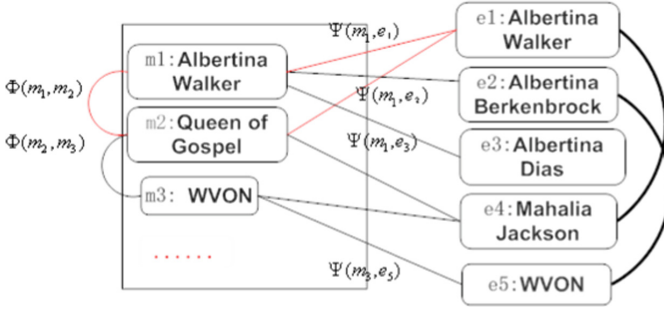 Φ(m₁,m₂)
Φ(m₂,m₃)
m1:Albertina
Walker
m2:Queen of
Gospel
m3: WVON
......
Ψ(m₁,e₁)
Ψ(m₁,e₂)
Ψ(m₁,e₃)
Ψ(m₃,e₅)
e1:Albertina
Walker
e2:Albertina
Berkenbrock
e3:Albertina
Dias
e4:Mahalia
Jackson
e5:WVON